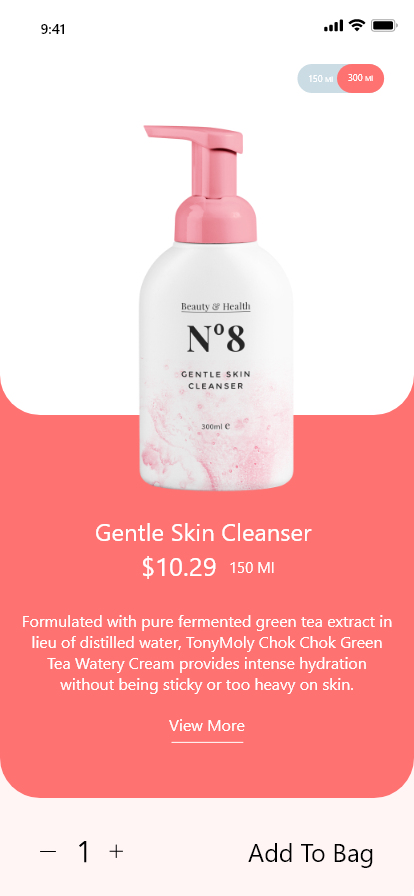 9:41
150 Ml
300 Ml
Beauty & Health
Nº8
GENTLE SKIN
CLEANSER
300ml e
Gentle Skin Cleanser
$10.29 150 Ml
Formulated with pure fermented green tea extract in
lieu of distilled water, TonyMoly Chok Chok Green
Tea Watery Cream provides intense hydration
without being sticky or too heavy on skin.
View More
— 1 +
Add To Bag